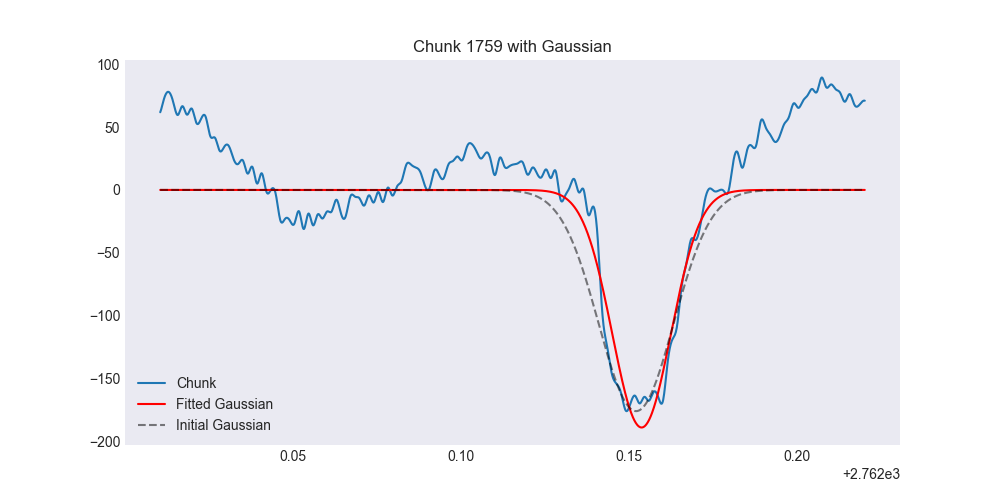 Chunk 1759 with Gaussian
100
50
0
−50
−100
−150
−200
Chunk
Fitted Gaussian
Initial Gaussian
0.05 0.10 0.15 0.20
+2.762e3